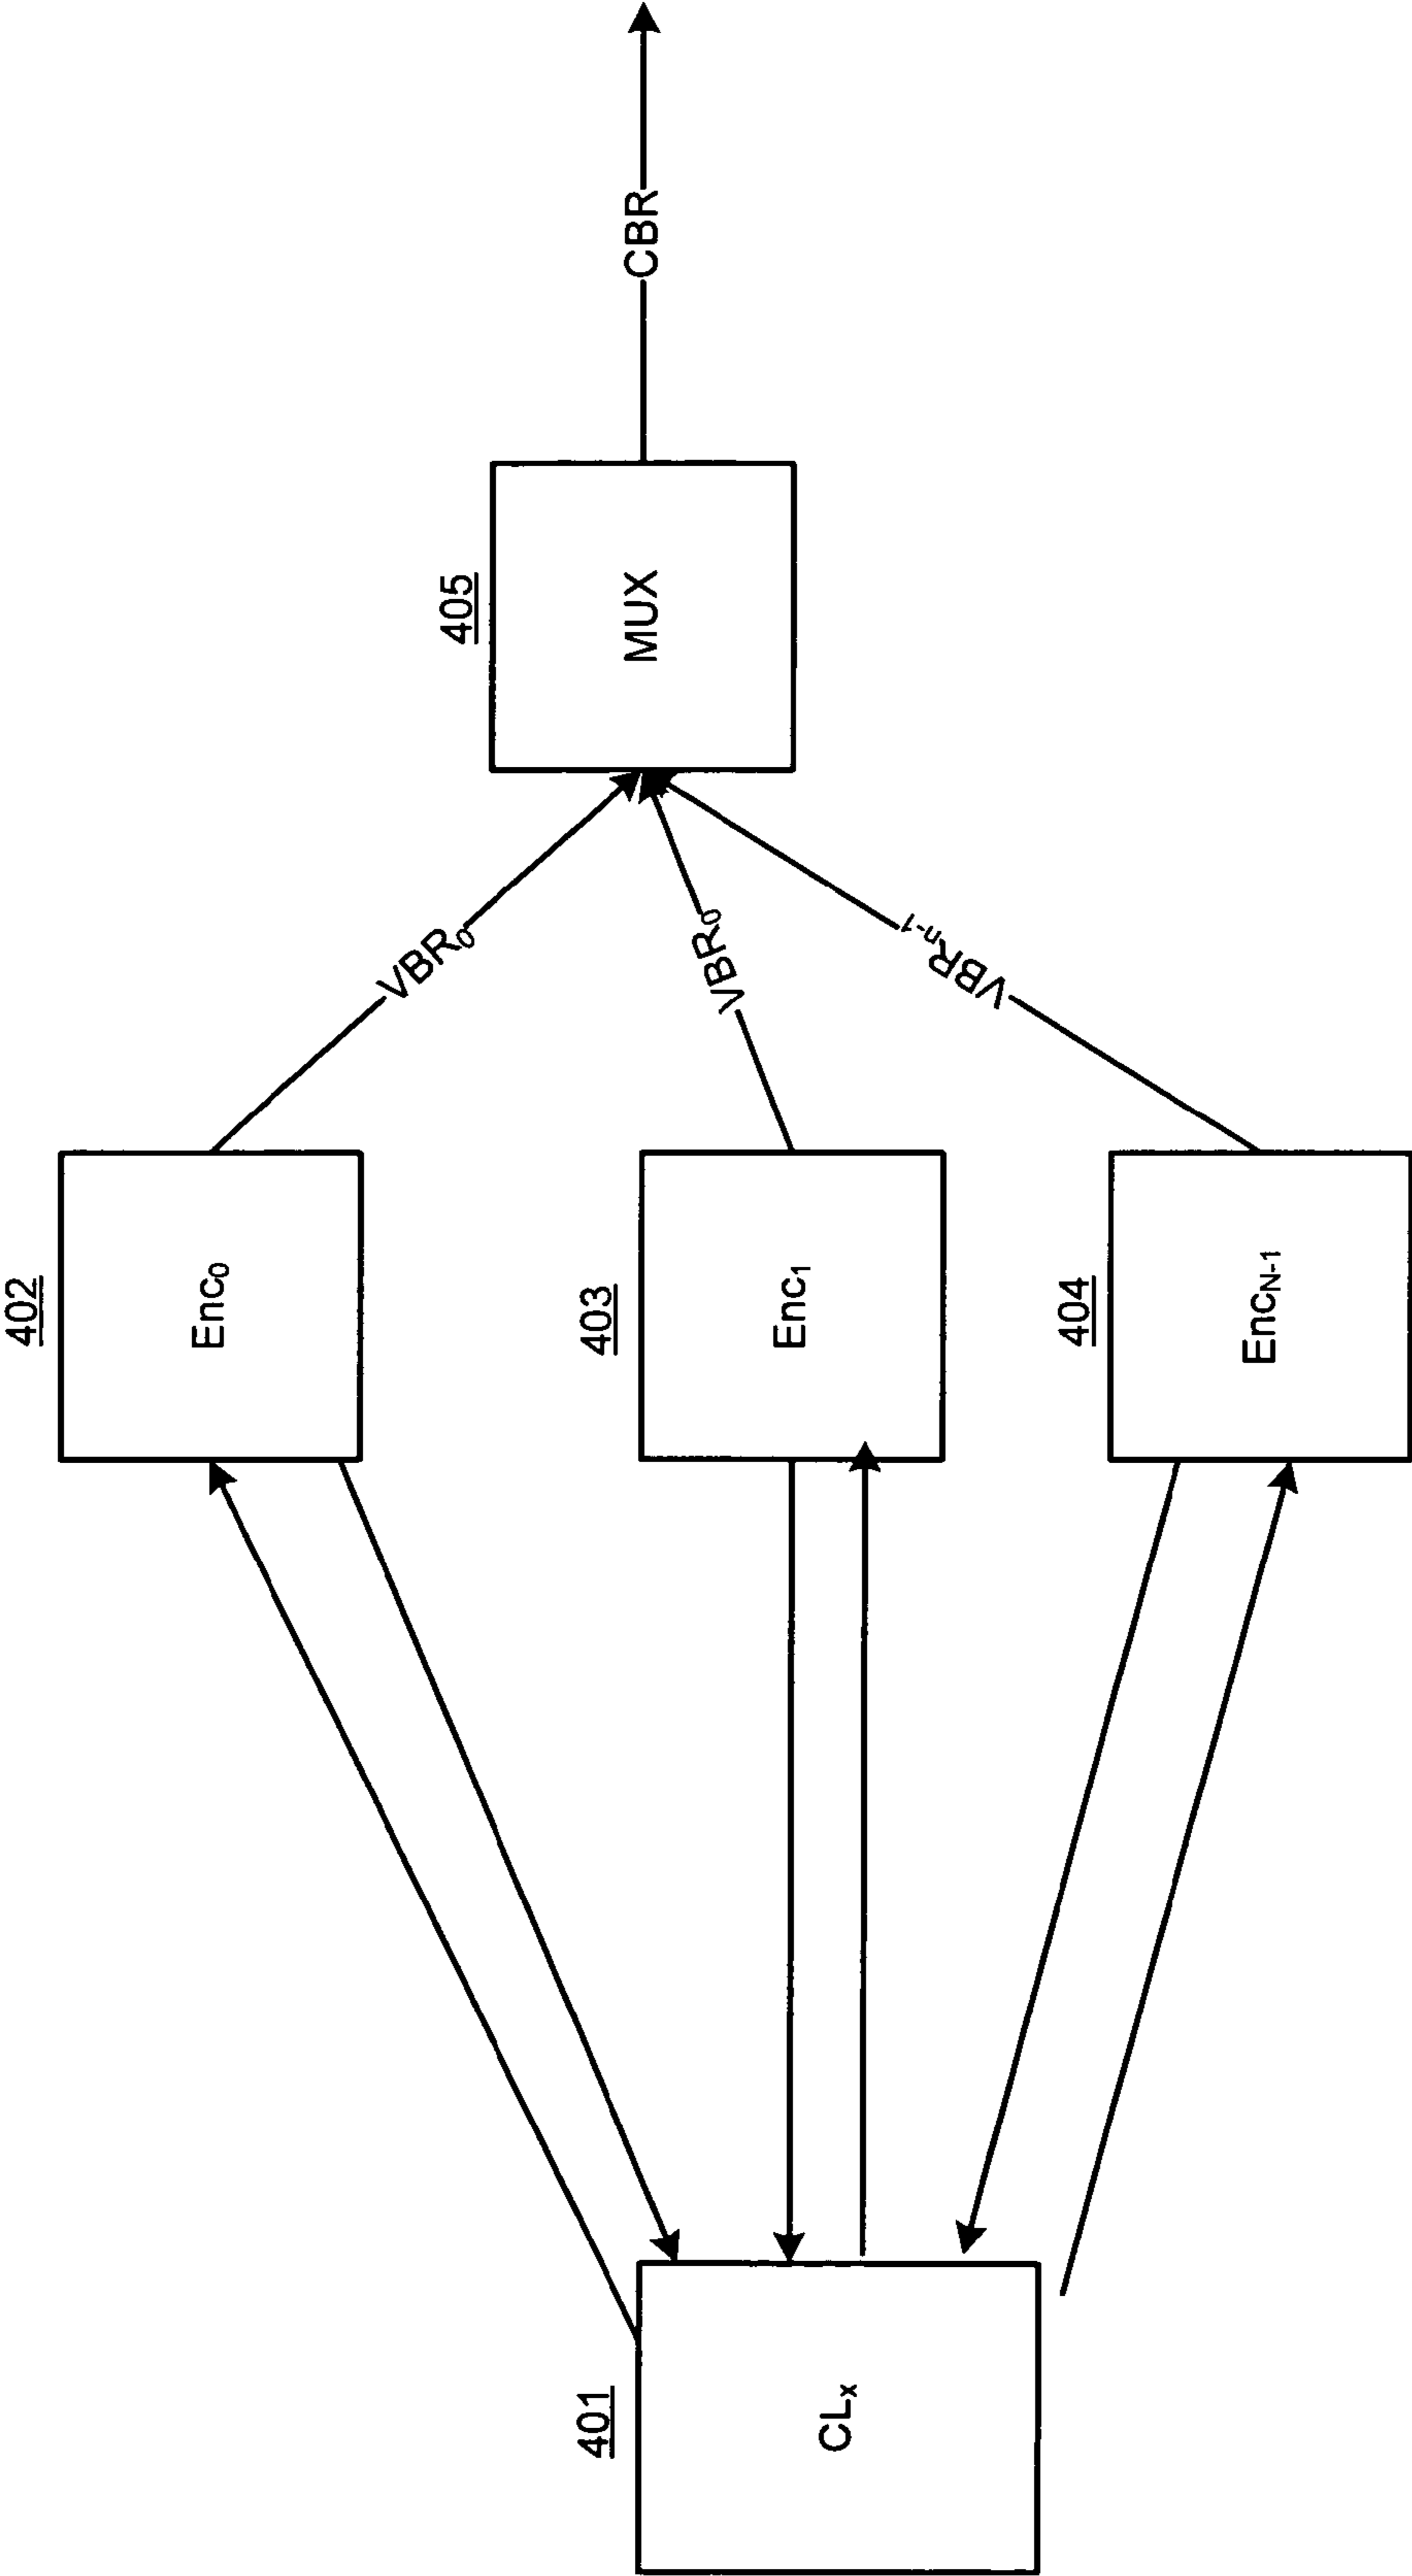 402
Enc0
VBR0
405
MUX
CBR
401
CLx
403
Enc1
VBR0
404
EncN-1
VBRn-1